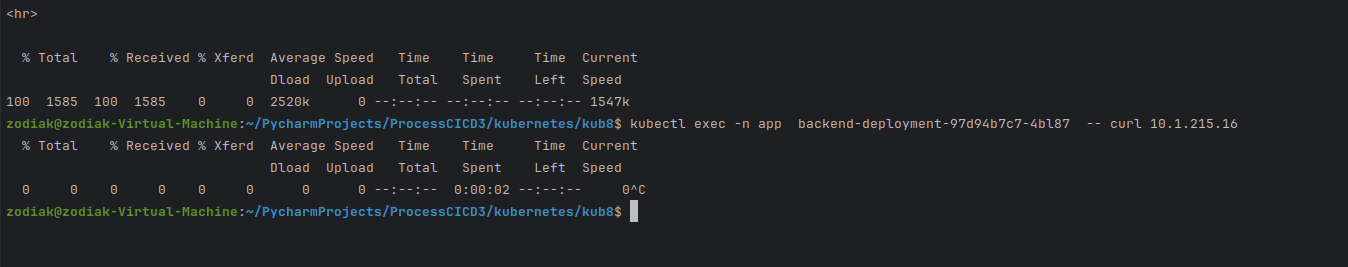 <hr>
% Total % Received % Xferd Average Speed Time Time Time Current
Dload Upload Total Spent Left Speed
100 1585 100 1585 0 0 2520k 0 --:--:-- --:--:-- --:--:-- 1547k
zodiak@zodiak-Virtual-Machine:~/PycharmProjects/ProcessCICD3/kubernetes/kub8$ kubectl exec -n app backend-deployment-97d94b7c7-4bl87 -- curl 10.1.215.16
% Total % Received % Xferd Average Speed Time Time Time Current
Dload Upload Total Spent Left Speed
0 0 0 0 0 0 0 0 --:--:-- 0:00:02 --:--:-- 0^C
zodiak@zodiak-Virtual-Machine:~/PycharmProjects/ProcessCICD3/kubernetes/kub8$